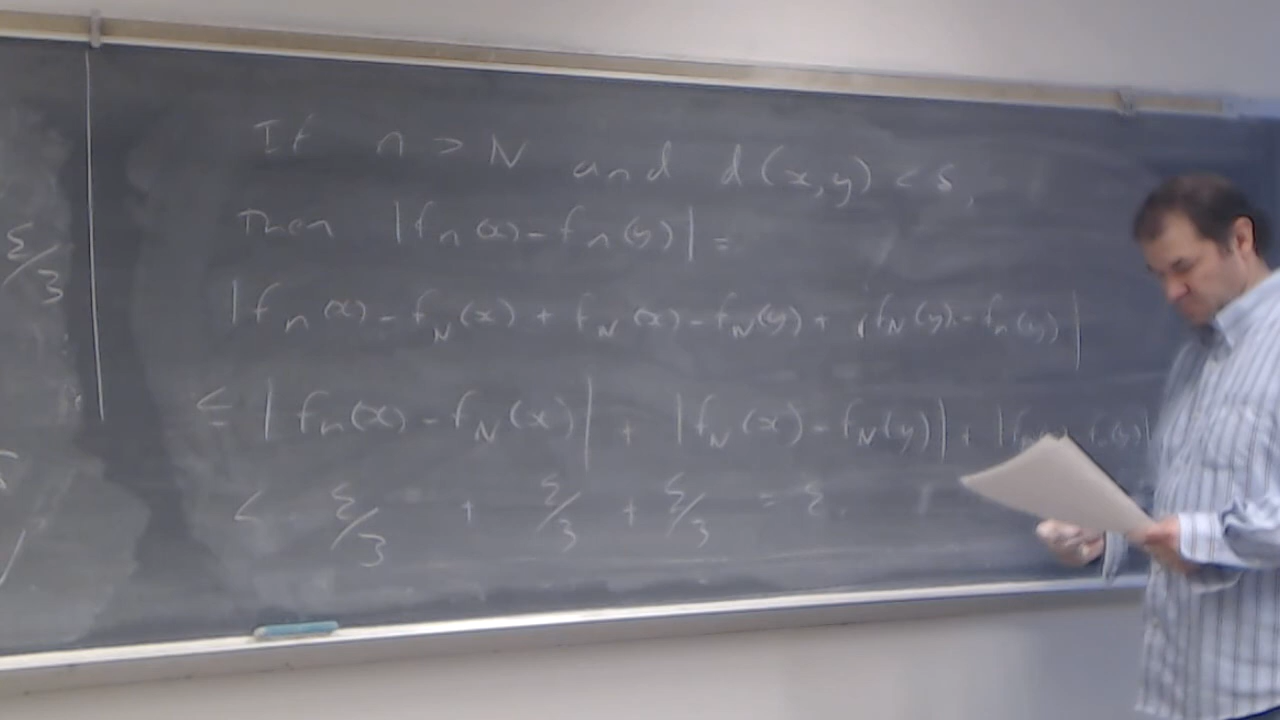 ε/3
If n > N and d(x,y) < δ,
Then |fn(x) - fn(y)| =
|fn(x) - fN(x) + fN(x) - fN(y) + fN(y) - fn(y)|
≤ |fn(x) - fN(x)| + |fN(x) - fN(y)| + |f
< ε/3 + ε/3 + ε/3 = ε.